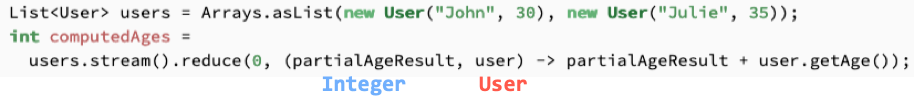 List<User> users = Arrays.asList(new User("John", 30), new User("Julie", 35));
int computedAges =
users.stream().reduce(0, (partialAgeResult, user) -> partialAgeResult + user.getAge());
Integer User